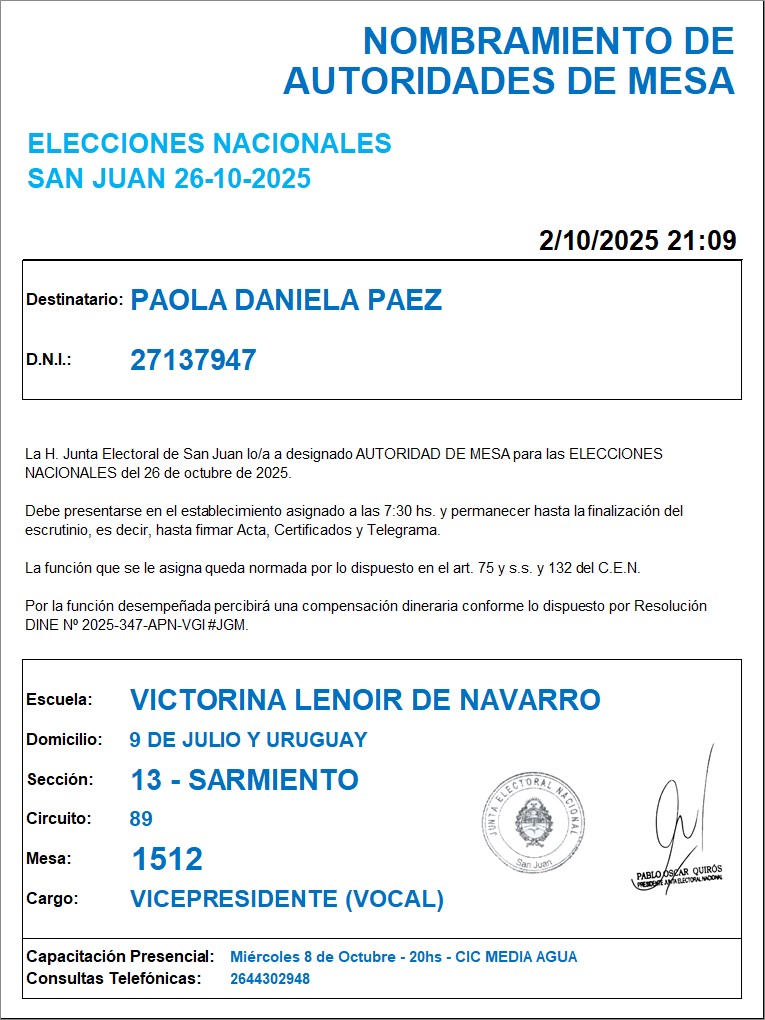 NOMBRAMIENTO DE
AUTORIDADES DE MESA
ELECCIONES NACIONALES
SAN JUAN 26-10-2025
2/10/2025 21:09
Destinatario: PAOLA DANIELA PAEZ
D.N.I.: 27137947
La H. Junta Electoral de San Juan lo/a a designado AUTORIDAD DE MESA para las ELECCIONES
NACIONALES del 26 de octubre de 2025.
Debe presentarse en el establecimiento asignado a las 7:30 hs. y permanecer hasta la finalización del
escrutinio, es decir, hasta firmar Acta, Certificados y Telegrama.
La función que se le asigna queda normada por lo dispuesto en el art. 75 y s.s. y 132 del C.E.N.
Por la función desempeñada percibirá una compensación dineraria conforme lo dispuesto por Resolución
DINE Nº 2025-347-APN-VGI#JGM.
Escuela: VICTORINA LENOIR DE NAVARRO
Domicilio: 9 DE JULIO Y URUGUAY
Sección: 13 - SARMIENTO
Circuito: 89
Mesa: 1512
Cargo: VICEPRESIDENTE (VOCAL)
JUNTA ELECTORAL NACIONAL
San Juan
PABLO OSCAR QUIRÓS
PRESIDENTE JUNTA ELECTORAL NACIONAL
Capacitación Presencial: Miércoles 8 de Octubre - 20hs - CIC MEDIA AGUA
Consultas Telefónicas: 2644302948